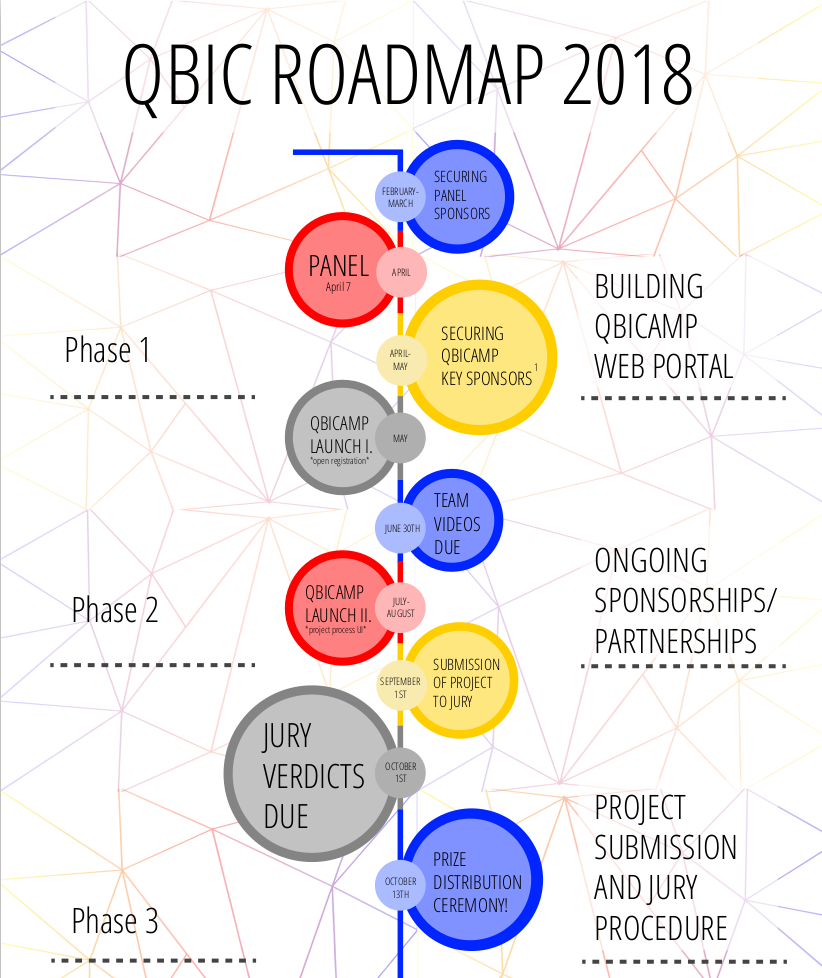 QBIC ROADMAP 2018
FEBRUARY-
MARCH
SECURING
PANEL
SPONSORS
PANEL
April 7
APRIL
Phase 1
APRIL-
MAY
SECURING
QBICAMP
KEY SPONSORS 1
BUILDING
QBICAMP
WEB PORTAL
QBICAMP
LAUNCH I.
*open registration*
MAY
JUNE 30TH
TEAM
VIDEOS
DUE
Phase 2
QBICAMP
LAUNCH II.
*project process UI*
JULY-
AUGUST
ONGOING
SPONSORSHIPS/
PARTNERSHIPS
SEPTEMBER
1ST
SUBMISSION
OF PROJECT
TO JURY
JURY
VERDICTS
DUE
OCTOBER
1ST
Phase 3
OCTOBER
13TH
PRIZE
DISTRIBUTION
CEREMONY!
PROJECT
SUBMISSION
AND JURY
PROCEDURE